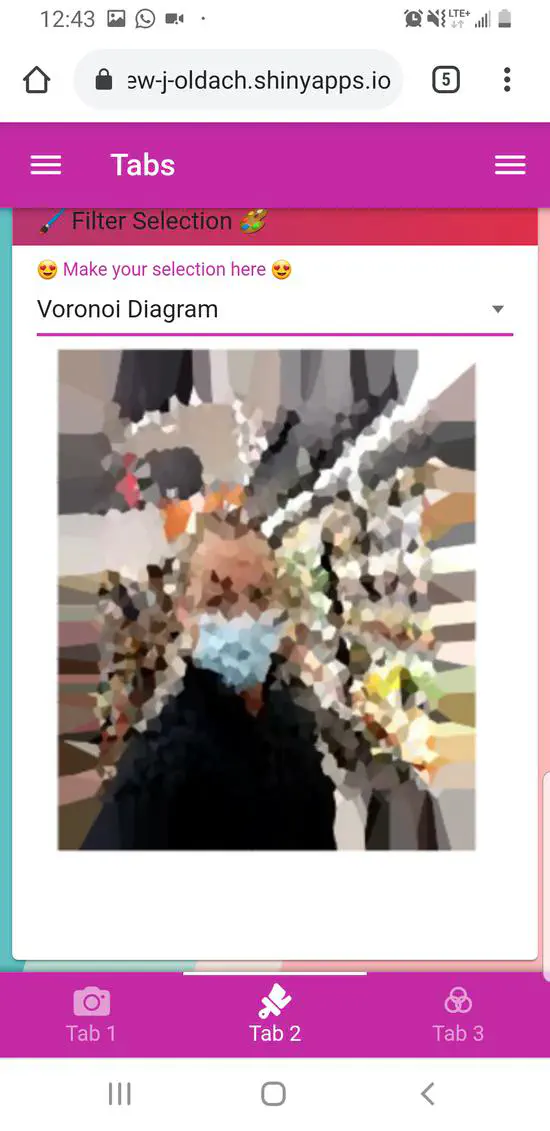 12:43 LTE+
ew-j-oldach.shinyapps.io 5
Tabs
🖌️ Filter Selection 🎨
😍 Make your selection here 😍
Voronoi Diagram
Tab 1 Tab 2 Tab 3